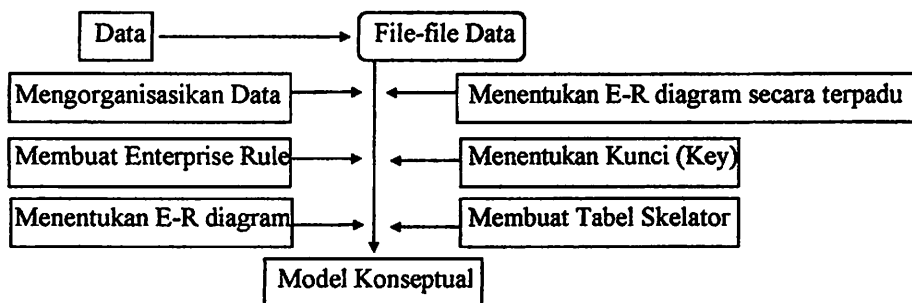 Data
File-file Data
Mengorganisasikan Data
Menentukan E-R diagram secara terpadu
Membuat Enterprise Rule
Menentukan Kunci (Key)
Menentukan E-R diagram
Membuat Tabel Skelator
Model Konseptual